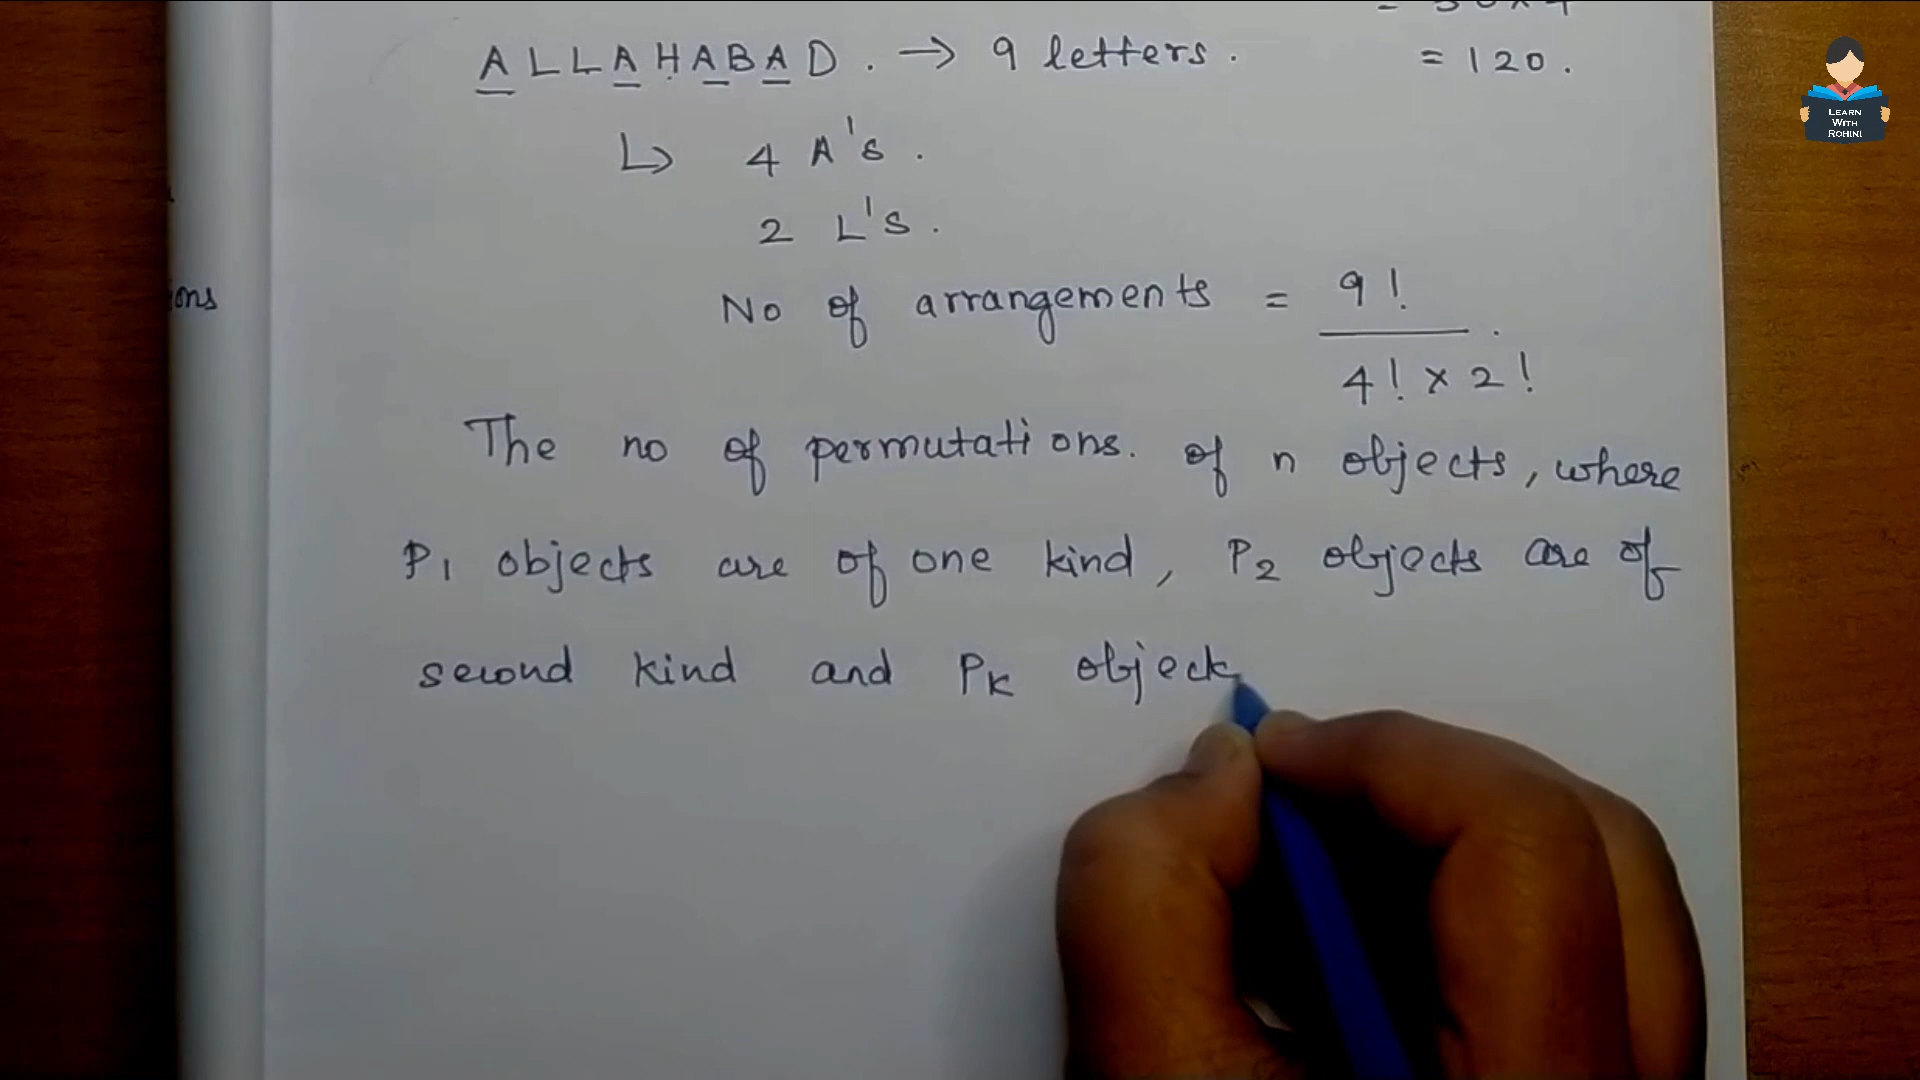 ALLAHABAD. → 9 letters.
= 120.
↳ 4 A's.
2 L's.
No of arrangements = 9! / 4! × 2! .
The no of permutations. of n objects, where
P1 objects are of one kind, P2 objects are of
second kind and PK object
ons
LEARN
WITH
ROHINI